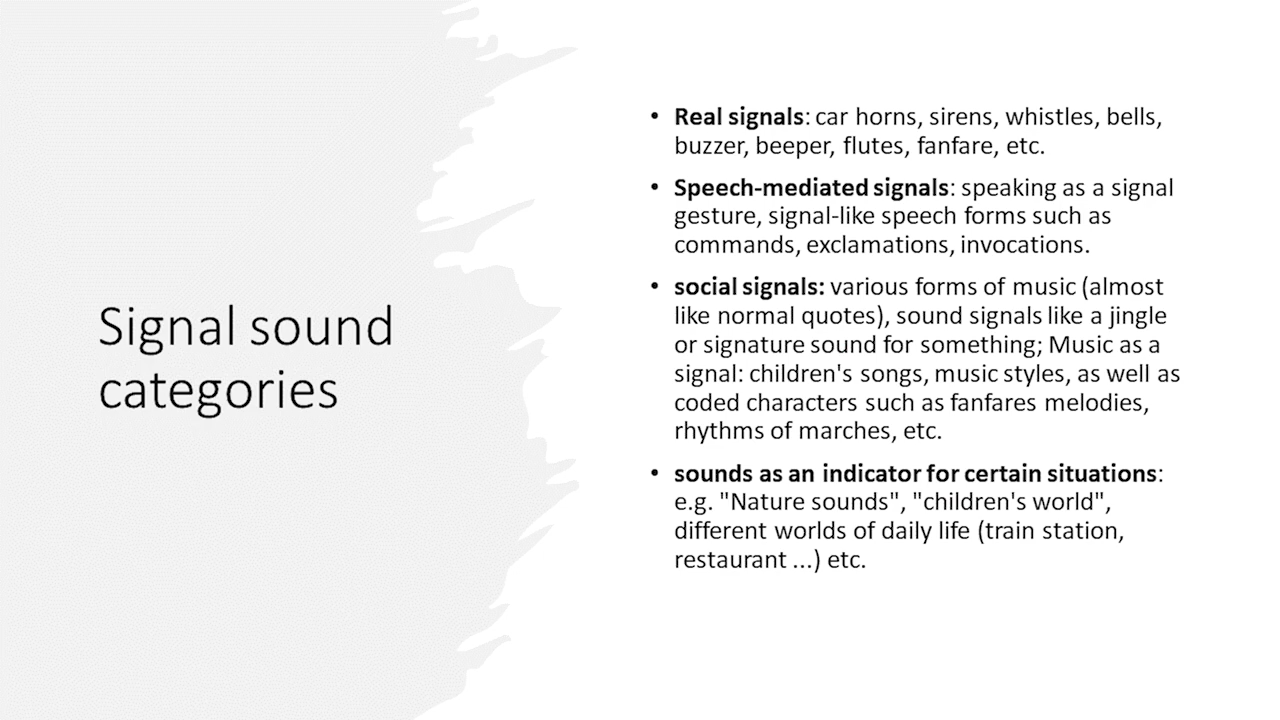 Signal sound
categories
• Real signals: car horns, sirens, whistles, bells,
buzzer, beeper, flutes, fanfare, etc.
• Speech-mediated signals: speaking as a signal
gesture, signal-like speech forms such as
commands, exclamations, invocations.
• social signals: various forms of music (almost
like normal quotes), sound signals like a jingle
or signature sound for something; Music as a
signal: children's songs, music styles, as well as
coded characters such as fanfares melodies,
rhythms of marches, etc.
• sounds as an indicator for certain situations:
e.g. "Nature sounds", "children's world",
different worlds of daily life (train station,
restaurant ...) etc.